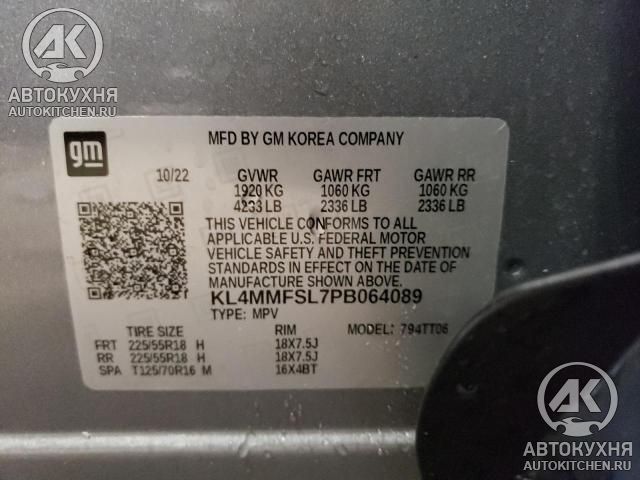 AK
АВТОКУХНЯ
AUTOKITCHEN.RU
gm
MFD BY GM KOREA COMPANY
10/22 GVWR GAWR FRT GAWR RR
1920 KG 1060 KG 1060 KG
4233 LB 2336 LB 2336 LB
THIS VEHICLE CONFORMS TO ALL
APPLICABLE U.S. FEDERAL MOTOR
VEHICLE SAFETY AND THEFT PREVENTION
STANDARDS IN EFFECT ON THE DATE OF
MANUFACTURE SHOWN ABOVE.
KL4MMFSL7PB064089
TYPE: MPV MODEL: 794TT06
TIRE SIZE RIM
FRT 225/55R18 H 18X7.5J
RR 225/55R18 H 18X7.5J
SPA T125/70R16 M 16X4BT
AK
АВТОКУХНЯ
AUTOKITCHEN.RU